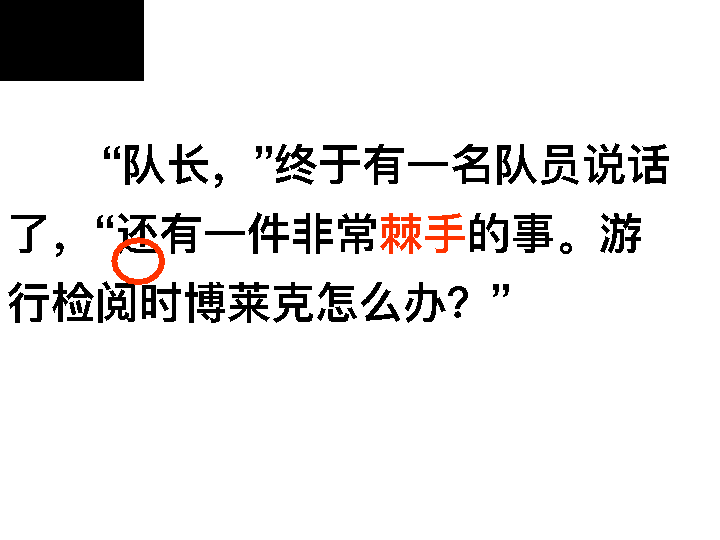 “队长，”终于有一名队员说话
了，“还有一件非常棘手的事。游
行检阅时博莱克怎么办？”